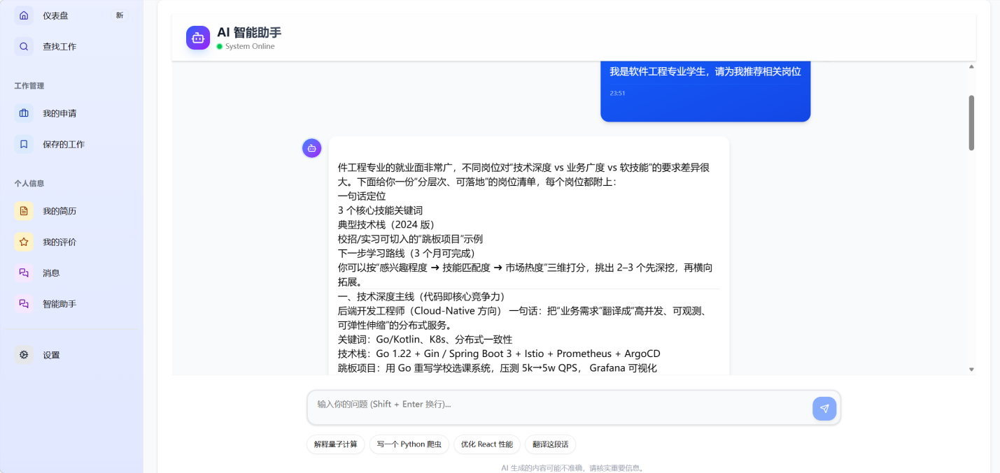 仪表盘 新
查找工作
工作管理
我的申请
保存的工作
个人信息
我的简历
我的评价
消息
智能助手
设置
AI 智能助手
System Online
我是软件工程专业学生，请为我推荐相关岗位
23:51
件工程专业的就业面非常广，不同岗位对“技术深度 vs 业务广度 vs 软技能”的要求差异很
大。下面给你一份“分层次、可落地”的岗位清单，每个岗位都附上：
一句话定位
3 个核心技能关键词
典型技术栈（2024 版）
校招/实习可切入的“跳板项目”示例
下一步学习路线（3 个月可完成）
你可以按“感兴趣程度 ➜ 技能匹配度 ➜ 市场热度”三维打分，挑出 2–3 个先深挖，再横向
拓展。
一、技术深度主线（代码即核心竞争力）
后端开发工程师（Cloud-Native 方向） 一句话：把“业务需求”翻译成“高并发、可观测、
可弹性伸缩”的分布式服务。
关键词：Go/Kotlin、K8s、分布式一致性
技术栈：Go 1.22 + Gin / Spring Boot 3 + Istio + Prometheus + ArgoCD
跳板项目：用 Go 重写学校选课系统，压测 5k→5w QPS， Grafana 可视化
输入你的问题 (Shift + Enter 换行)...
解释量子计算 写一个 Python 爬虫 优化 React 性能 翻译这段话
AI 生成的内容可能不准确，请核实重要信息。